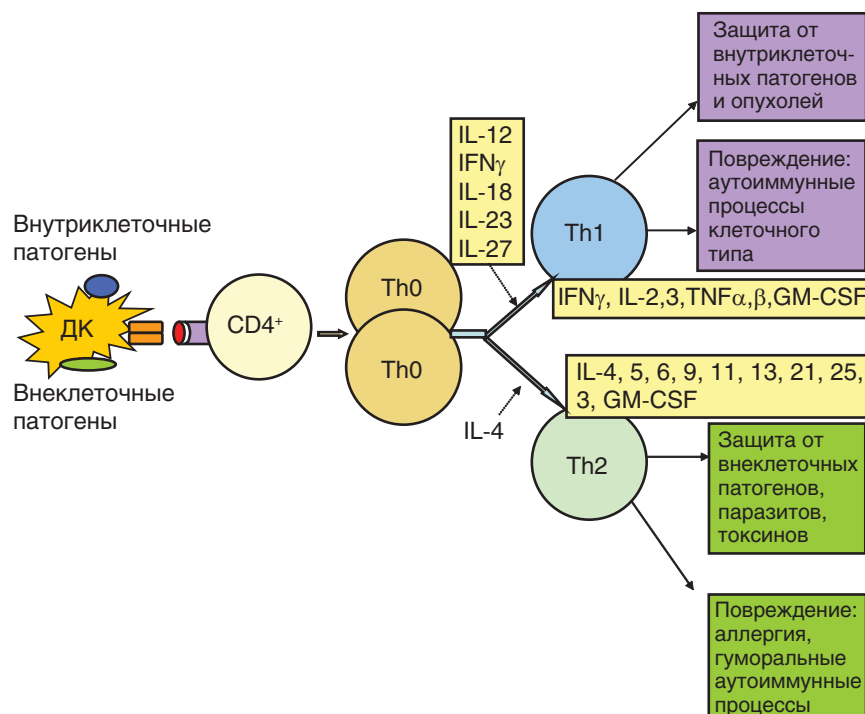 Защита от
внутриклеточ-
ных патогенов
и опухолей
IL-12
IFNγ
IL-18
IL-23
IL-27
Повреждение:
аутоиммунные
процессы
клеточного
типа
Th1
Внутриклеточные
патогены
Th0
IFNγ, IL-2,3,TNFα,β,GM-CSF
ДК
CD4⁺
Th0
Внеклеточные
патогены
IL-4
IL-4, 5, 6, 9, 11, 13, 21, 25,
3, GM-CSF
Th2
Защита от
внеклеточных
патогенов,
паразитов,
токсинов
Повреждение:
аллергия,
гуморальные
аутоиммунные
процессы